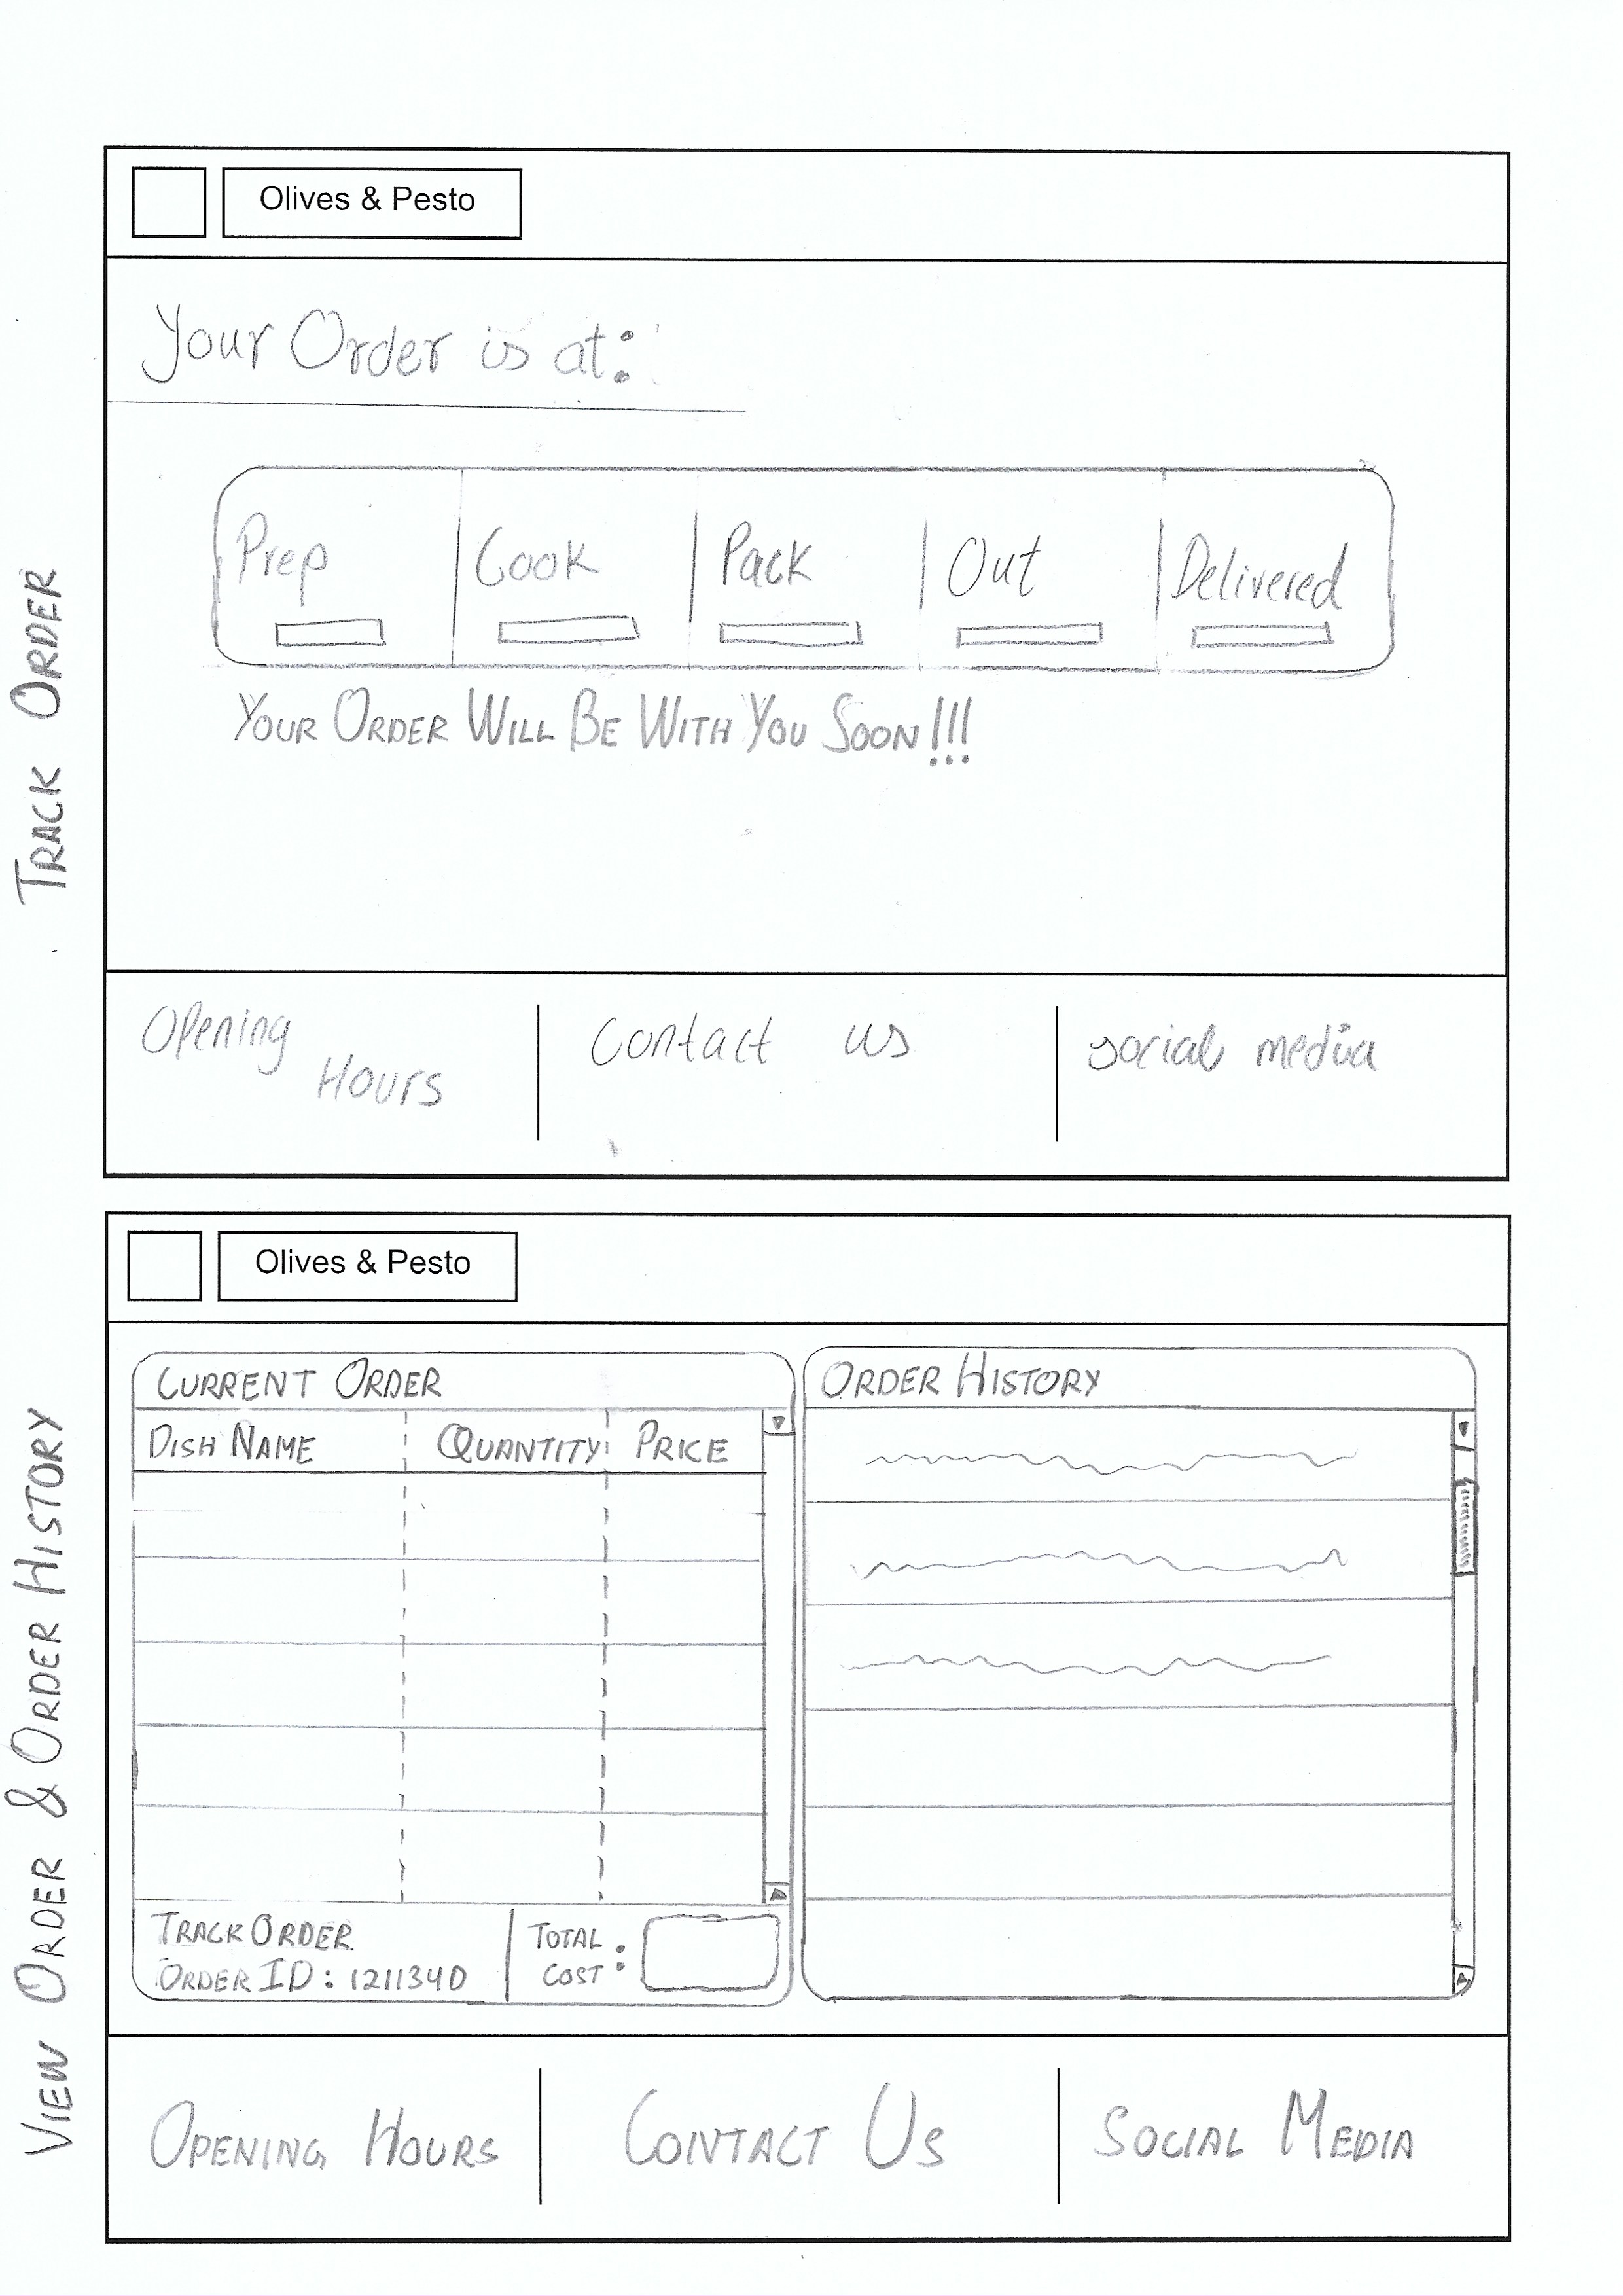 TRACK ORDER
Olives & Pesto
Your Order is at:
Prep
Cook
Pack
Out
Delivered
YOUR ORDER WILL BE WITH YOU SOON!!!
Opening
Hours
Contact us
social media
VIEW ORDER & ORDER HISTORY
Olives & Pesto
CURRENT ORDER
DISH NAME
QUANTITY
PRICE
TRACK ORDER
ORDER ID: 1211340
TOTAL
COST:
ORDER HISTORY
OPENING HOURS
CONTACT US
SOCIAL MEDIA